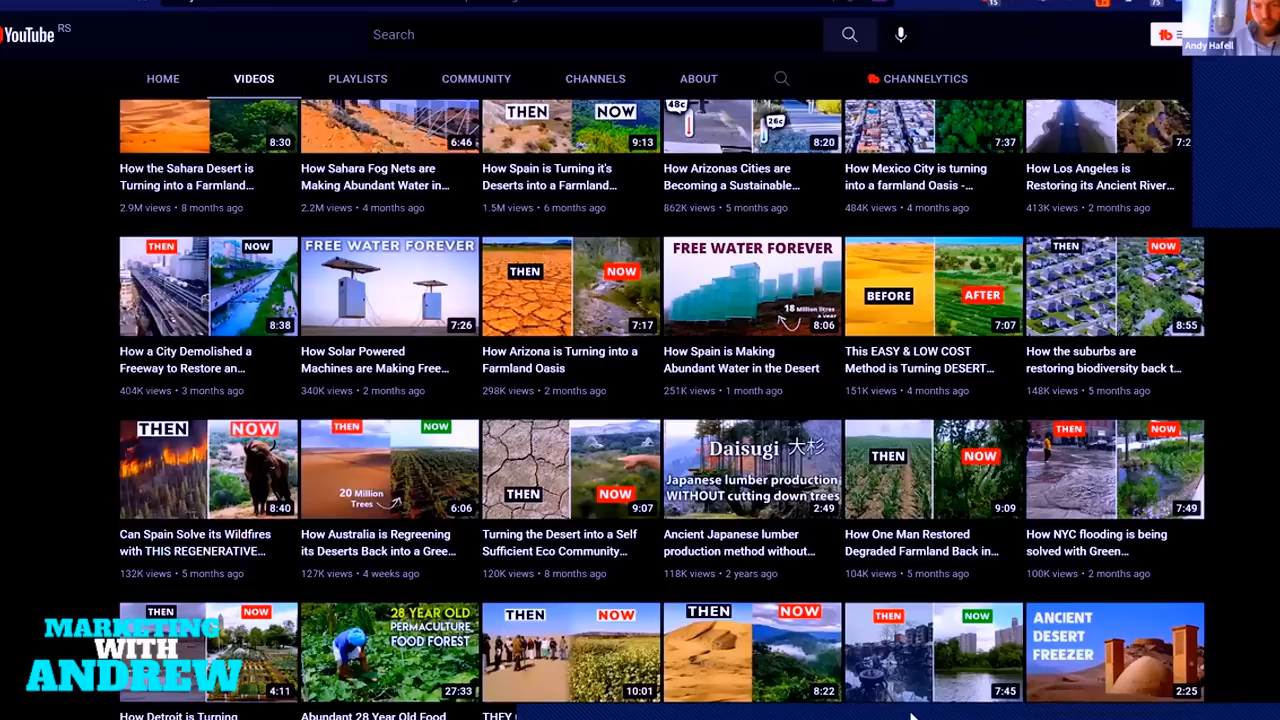 YouTube RS
Search
Andy Hafell
HOME VIDEOS PLAYLISTS COMMUNITY CHANNELS ABOUT CHANNELYTICS
THEN NOW 48c 26c
8:30 6:46 9:13 8:20 7:37 7:2
How the Sahara Desert is
Turning into a Farmland...
2.9M views • 8 months ago
How Sahara Fog Nets are
Making Abundant Water in...
2.2M views • 4 months ago
How Spain is Turning it's
Deserts into a Farmland...
1.5M views • 6 months ago
How Arizonas Cities are
Becoming a Sustainable...
862K views • 5 months ago
How Mexico City is turning
into a farmland Oasis -...
484K views • 4 months ago
How Los Angeles is
Restoring its Ancient River...
413K views • 2 months ago
THEN NOW
8:38
How a City Demolished a
Freeway to Restore an...
404K views • 3 months ago
FREE WATER FOREVER
7:26
How Solar Powered
Machines are Making Free...
340K views • 2 months ago
THEN NOW
7:17
How Arizona is Turning into a
Farmland Oasis
298K views • 2 months ago
FREE WATER FOREVER
18 Million litres
a year
8:06
How Spain is Making
Abundant Water in the Desert
251K views • 1 month ago
BEFORE AFTER
7:07
This EASY & LOW COST
Method is Turning DESERT...
151K views • 4 months ago
THEN NOW
8:55
How the suburbs are
restoring biodiversity back t...
148K views • 5 months ago
THEN NOW
8:40
Can Spain Solve its Wildfires
with THIS REGENERATIVE...
132K views • 5 months ago
THEN NOW
20 Million
Trees
6:06
How Australia is Regreening
its Deserts Back into a Gree...
127K views • 4 weeks ago
THEN NOW
9:07
Turning the Desert into a Self
Sufficient Eco Community...
120K views • 8 months ago
Daisugi 大杉
Japanese lumber production
WITHOUT cutting down trees
2:49
Ancient Japanese lumber
production method without...
118K views • 2 years ago
THEN NOW
9:09
How One Man Restored
Degraded Farmland Back in...
104K views • 5 months ago
THEN NOW
7:49
How NYC flooding is being
solved with Green...
100K views • 2 months ago
THEN NOW
4:11
How Detroit is Turning
28 YEAR OLD
PERMACULTURE
FOOD FOREST
27:33
Abundant 28 Year Old Food
THEN NOW
10:01
THEY
THEN NOW
8:22
THEN NOW
7:45
ANCIENT
DESERT
FREEZER
2:25
MARKETING
WITH
ANDREW